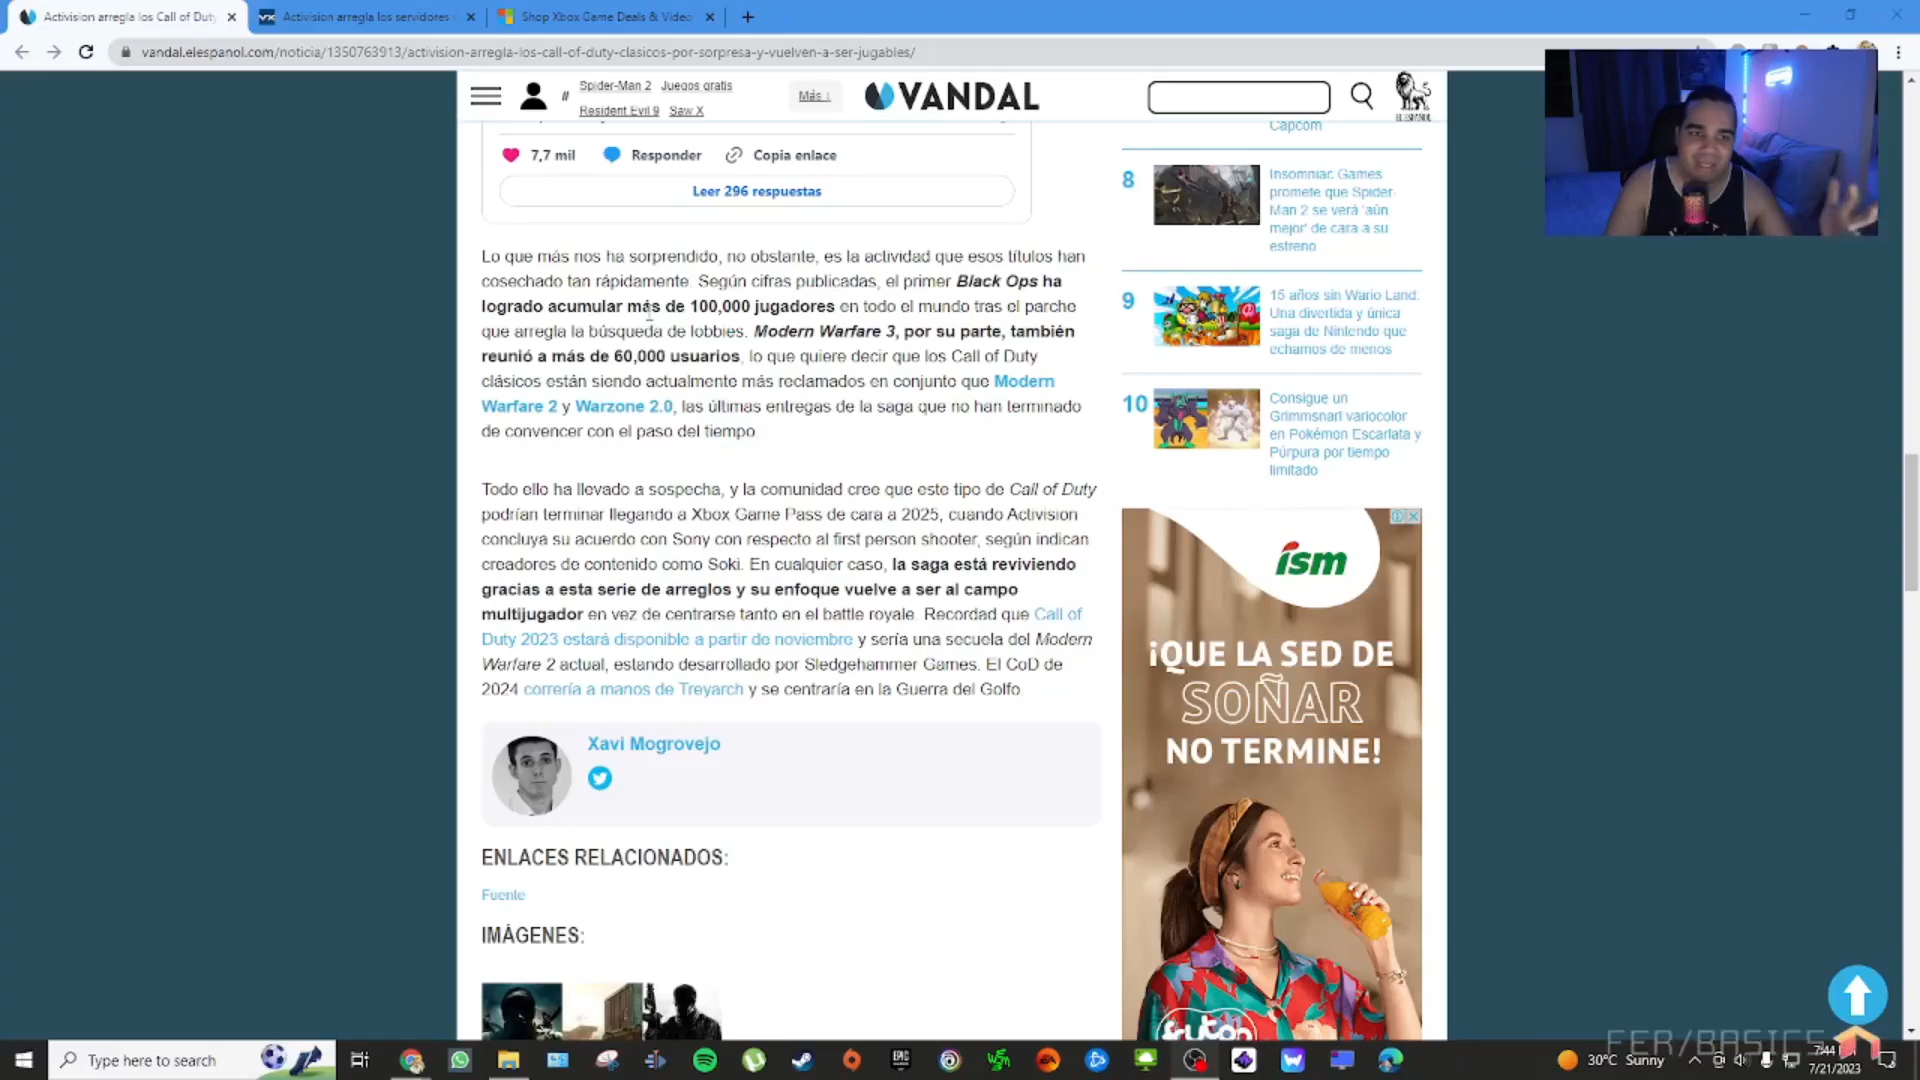 Activision arregla los Call of Duty
Activision arregla los servidores
Shop Xbox Game Deals & Video
vandal.elespanol.com/noticia/1350763913/activision-arregla-los-call-of-duty-clasicos-por-sorpresa-y-vuelven-a-ser-jugables/
//
Spider-Man 2 Juegos gratis
Resident Evil 9 Saw X
Más ↓
VANDAL
EL ESPAÑOL
7,7 mil
Responder
Copia enlace
Leer 296 respuestas
Lo que más nos ha sorprendido, no obstante, es la actividad que esos títulos han
cosechado tan rápidamente. Según cifras publicadas, el primer Black Ops ha
logrado acumular más de 100,000 jugadores en todo el mundo tras el parche
que arregla la búsqueda de lobbies. Modern Warfare 3, por su parte, también
reunió a más de 60,000 usuarios, lo que quiere decir que los Call of Duty
clásicos están siendo actualmente más reclamados en conjunto que Modern
Warfare 2 y Warzone 2.0, las últimas entregas de la saga que no han terminado
de convencer con el paso del tiempo
Todo ello ha llevado a sospecha, y la comunidad cree que este tipo de Call of Duty
podrían terminar llegando a Xbox Game Pass de cara a 2025, cuando Activision
concluya su acuerdo con Sony con respecto al first person shooter, según indican
creadores de contenido como Soki. En cualquier caso, la saga está reviviendo
gracias a esta serie de arreglos y su enfoque vuelve a ser al campo
multijugador en vez de centrarse tanto en el battle royale. Recordad que Call of
Duty 2023 estará disponible a partir de noviembre y sería una secuela del Modern
Warfare 2 actual, estando desarrollado por Sledgehammer Games. El CoD de
2024 correría a manos de Treyarch y se centraría en la Guerra del Golfo
Xavi Mogrovejo
ENLACES RELACIONADOS:
Fuente
IMÁGENES:
Capcom
8
Insomniac Games
promete que Spider-
Man 2 se verá 'aún
mejor' de cara a su
estreno
9
15 años sin Wario Land.
Una divertida y única
saga de Nintendo que
echamos de menos
10
Consigue un
Grimmsnarl variocolor
en Pokémon Escarlata y
Púrpura por tiempo
limitado
ism
¡QUE LA SED DE
SOÑAR
NO TERMINE!
fruton
FER/BASICS
Type here to search
EPIC
EA
30°C Sunny
7:44
7/21/2023